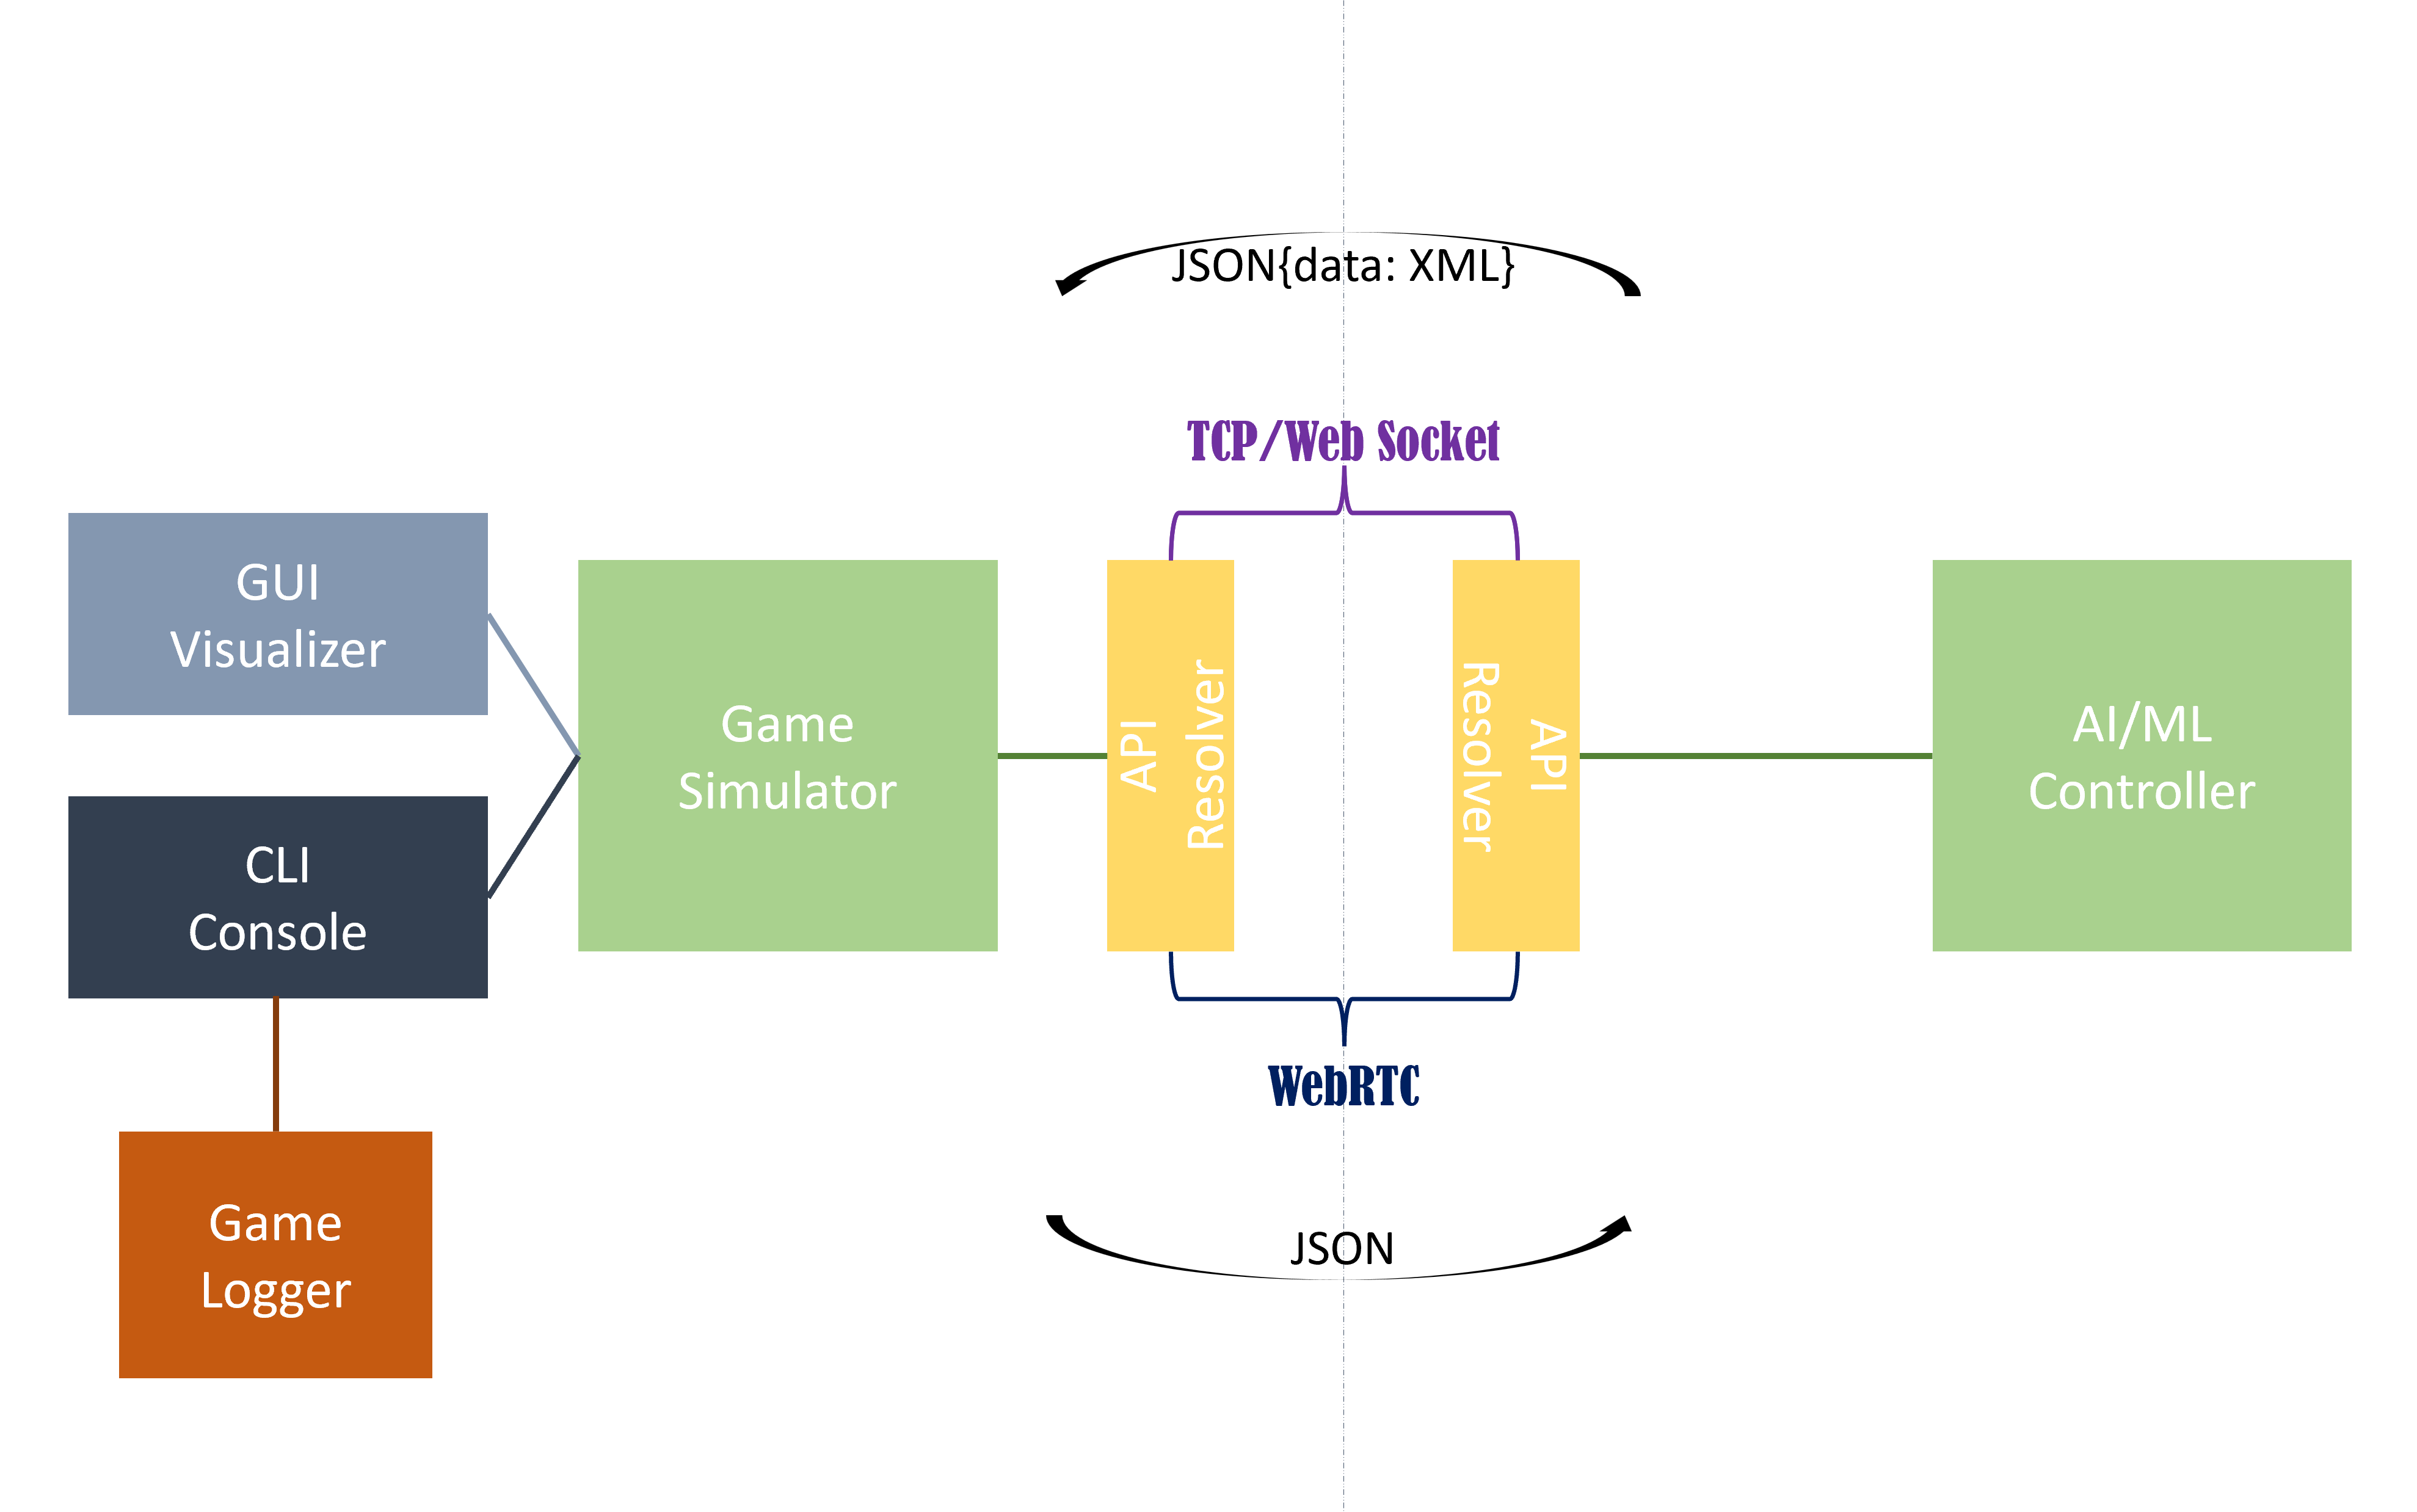 JSON{data: XML}
TCP/Web Socket
GUI
Visualizer
CLI
Console
Game
Logger
Game
Simulator
API
Resolver
API
Resolver
AI/ML
Controller
WebRTC
JSON